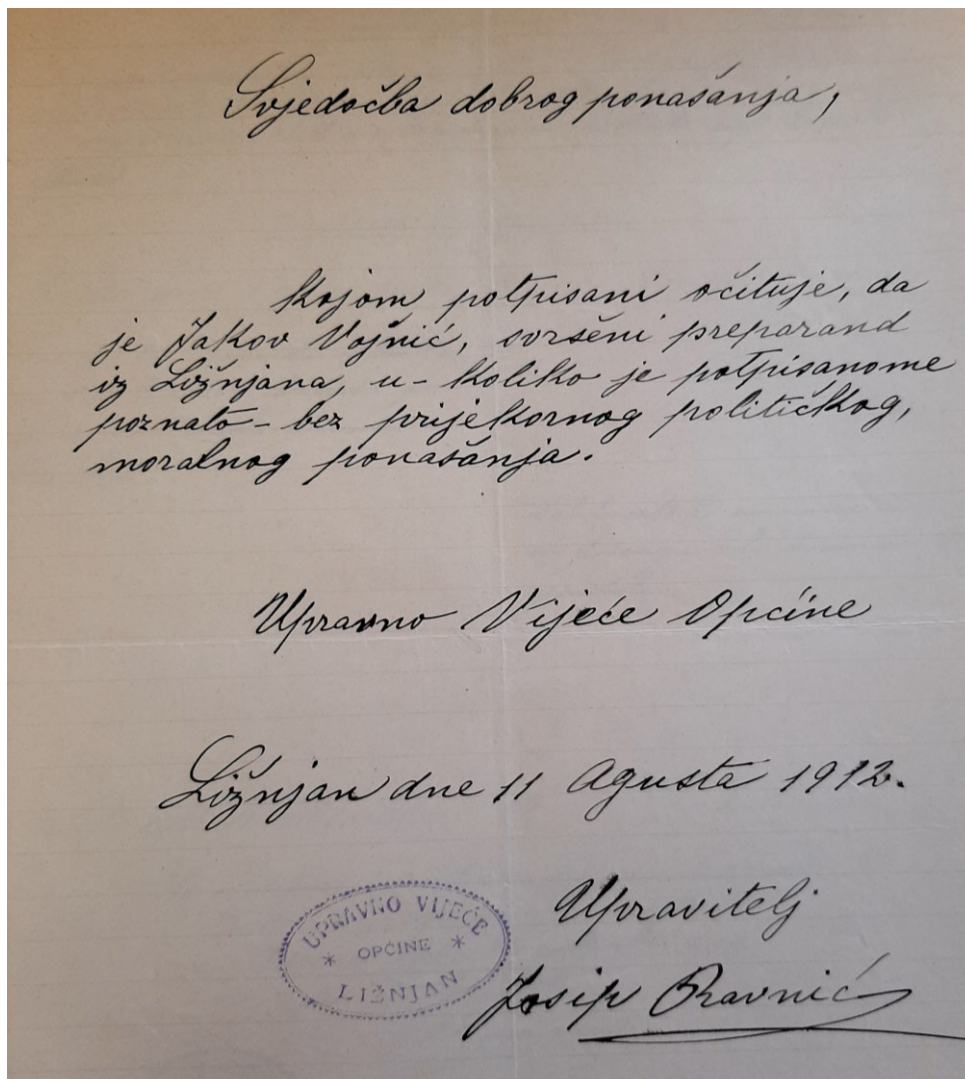 Svjedočba dobrog ponašanja,
Kojom potpisani očituje, da
je Jakov Vojnić, svršeni preparand
iz Ližnjana, u-koliko je potpisanome
poznato - bez prijekornog političkog,
moralnog ponašanja.
Upravno Vijeće Općine
Ližnjan dne 11 Agusta 1912.
Upravitelj
Josip Ravnić
UPRAVNO VIJEĆE
* OPĆINE *
LIŽNJAN